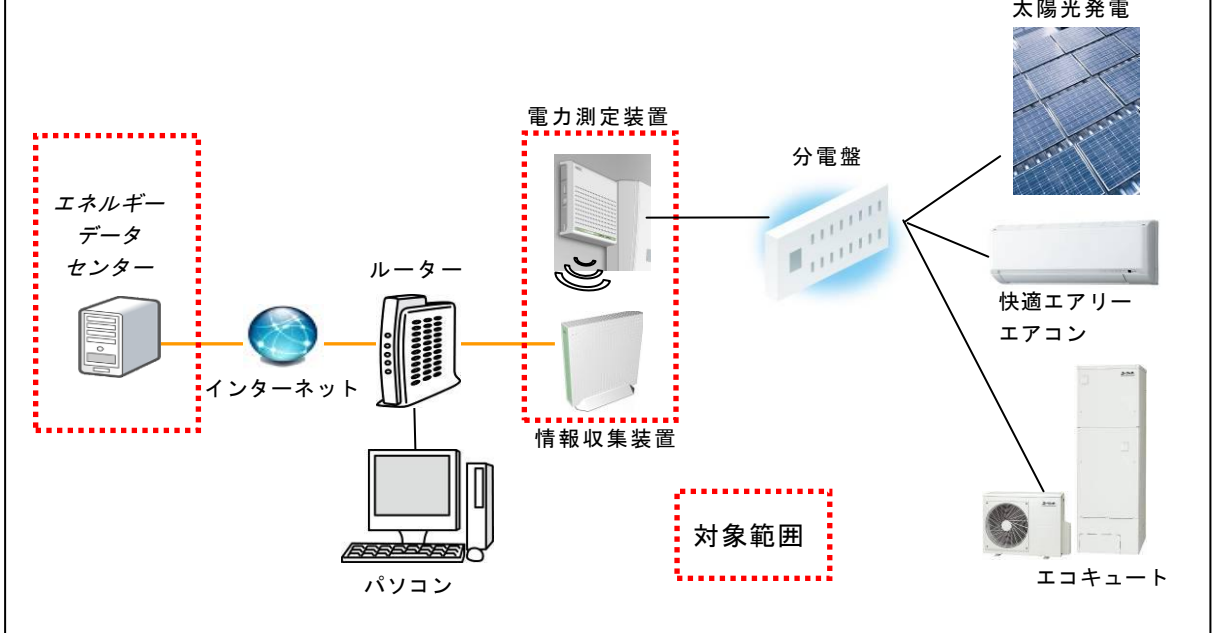 太陽光発電
電力測定装置
分電盤
エネルギー
データ
センター
ルーター
快適エアリー
エアコン
インターネット
情報収集装置
対象範囲
パソコン
エコキュート